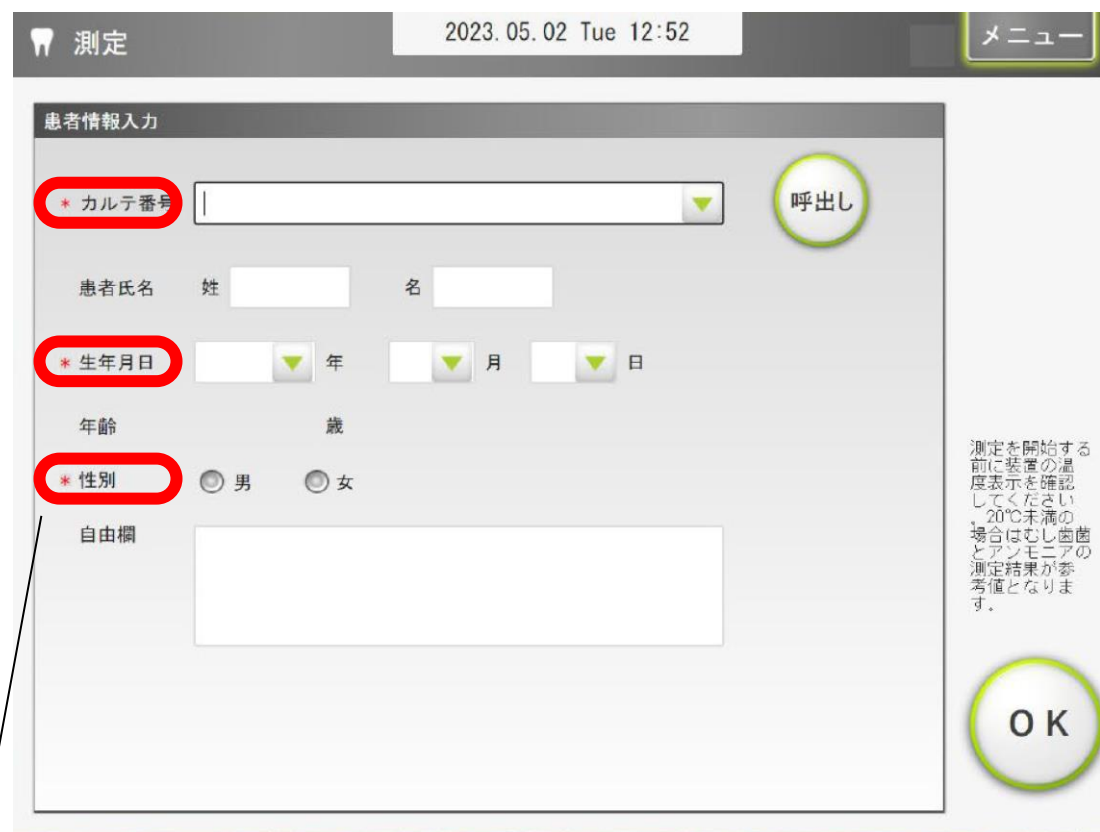 測定
2023.05.02 Tue 12:52
メニュー
患者情報入力
* カルテ番号
呼出し
患者氏名 姓 名
* 生年月日 年 月 日
年齢 歳
* 性別 男 女
自由欄
測定を開始する
前に装置の温
度表示を確認
してください
。20℃未満の
場合はむし歯菌
とアンモニアの
測定結果が参
考値となりま
す。
OK